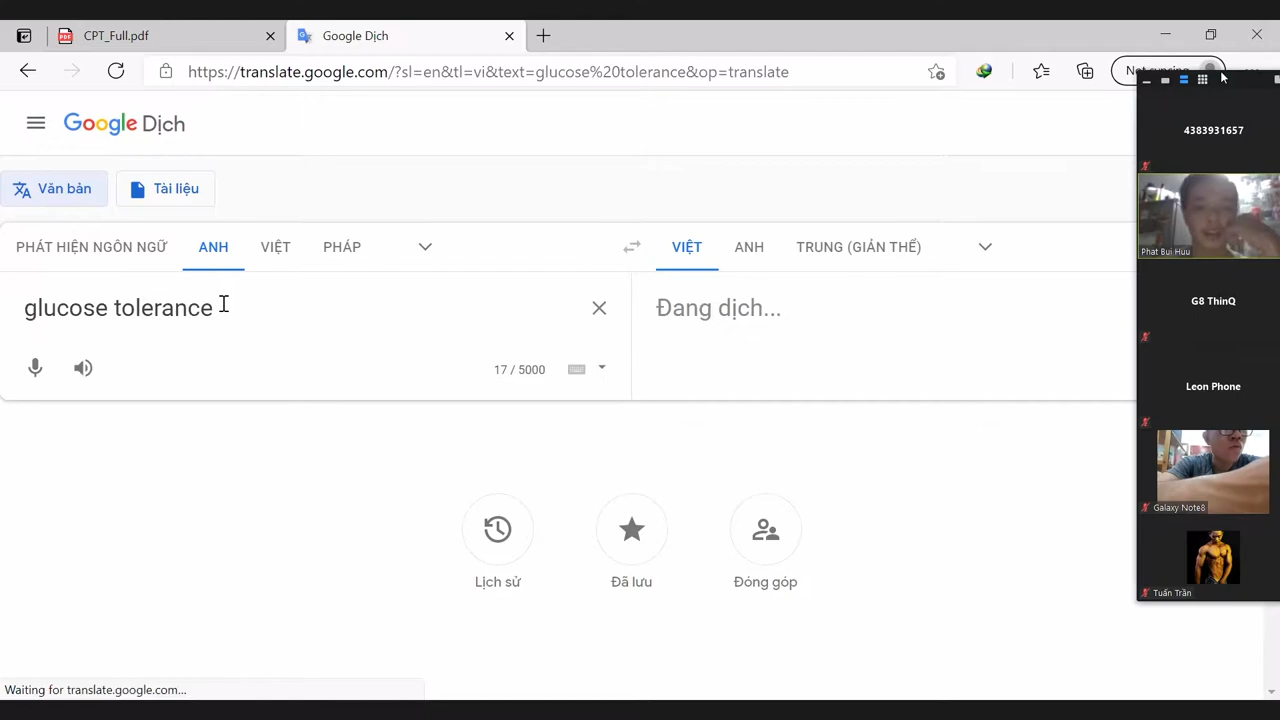 CPT_Full.pdf
Google Dịch
https://translate.google.com/?sl=en&tl=vi&text=glucose%20tolerance&op=translate
Not syncing
Google Dịch
Văn bản
Tài liệu
PHÁT HIỆN NGÔN NGỮ
ANH
VIỆT
PHÁP
VIỆT
ANH
TRUNG (GIẢN THỂ)
glucose tolerance
Đang dịch...
17 / 5000
Lịch sử
Đã lưu
Đóng góp
Waiting for translate.google.com...
4383931657
Phat Bui Huu
G8 ThinQ
Leon Phone
Galaxy Note8
Tuấn Trần